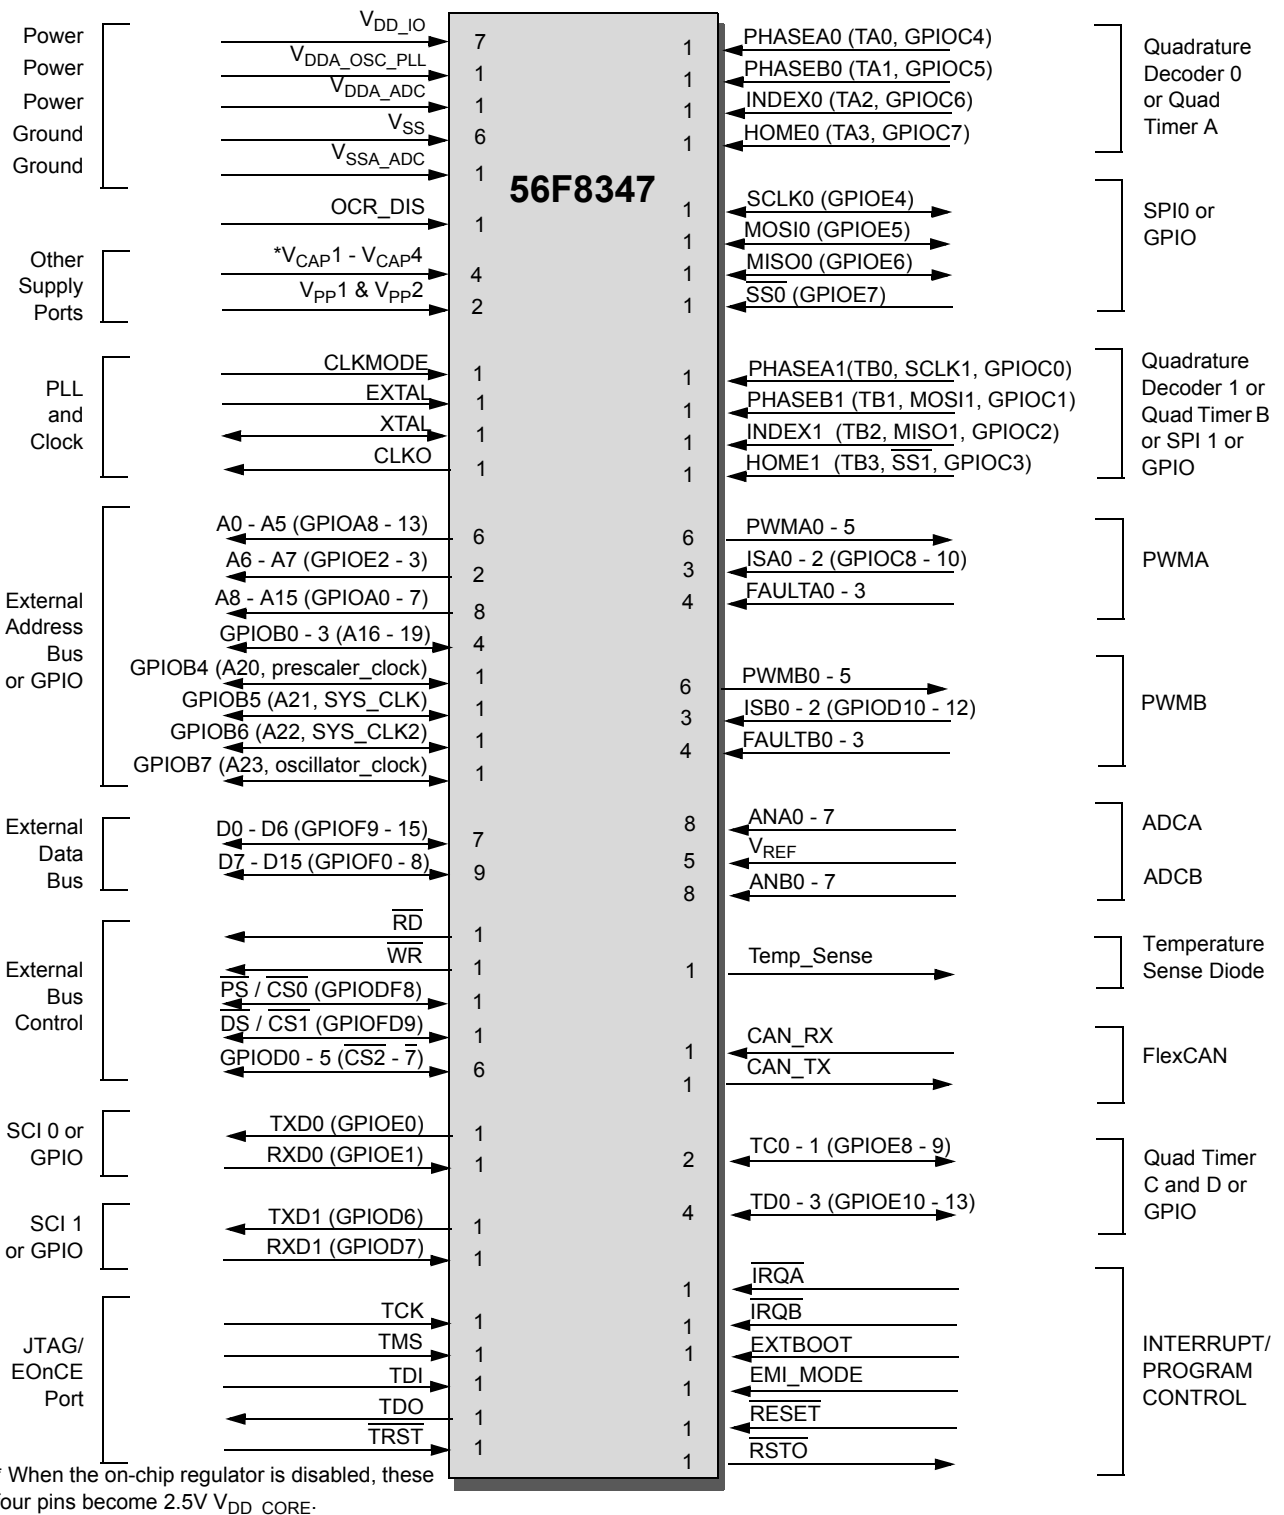 56F8347
Power
Power
Power
Ground
Ground
V_DD_IO 7
V_DDA_OSC_PLL 1
V_DDA_ADC 1
V_SS 6
V_SSA_ADC 1
OCR_DIS 1
Other
Supply
Ports
*V_CAP1 - V_CAP4 4
V_PP1 & V_PP2 2
PLL
and
Clock
CLKMODE 1
EXTAL 1
XTAL 1
CLKO 1
External
Address
Bus
or GPIO
A0 - A5 (GPIOA8 - 13) 6
A6 - A7 (GPIOE2 - 3) 2
A8 - A15 (GPIOA0 - 7) 8
GPIOB0 - 3 (A16 - 19) 4
GPIOB4 (A20, prescaler_clock) 1
GPIOB5 (A21, SYS_CLK) 1
GPIOB6 (A22, SYS_CLK2) 1
GPIOB7 (A23, oscillator_clock) 1
External
Data
Bus
D0 - D6 (GPIOF9 - 15) 7
D7 - D15 (GPIOF0 - 8) 9
External
Bus
Control
RD 1
WR 1
PS / CS0 (GPIODF8) 1
DS / CS1 (GPIOFD9) 1
GPIOD0 - 5 (CS2 - 7) 6
SCI 0 or
GPIO
TXD0 (GPIOE0) 1
RXD0 (GPIOE1) 1
SCI 1
or GPIO
TXD1 (GPIOD6) 1
RXD1 (GPIOD7) 1
JTAG/
EOnCE
Port
TCK 1
TMS 1
TDI 1
TDO 1
TRST 1
* When the on-chip regulator is disabled, these
four pins become 2.5V V_DD_CORE.
1 PHASEA0 (TA0, GPIOC4)
1 PHASEB0 (TA1, GPIOC5)
1 INDEX0 (TA2, GPIOC6)
1 HOME0 (TA3, GPIOC7)
Quadrature
Decoder 0
or Quad
Timer A
1 SCLK0 (GPIOE4)
1 MOSI0 (GPIOE5)
1 MISO0 (GPIOE6)
1 SS0 (GPIOE7)
SPI0 or
GPIO
1 PHASEA1(TB0, SCLK1, GPIOC0)
1 PHASEB1 (TB1, MOSI1, GPIOC1)
1 INDEX1 (TB2, MISO1, GPIOC2)
1 HOME1 (TB3, SS1, GPIOC3)
Quadrature
Decoder 1 or
Quad Timer B
or SPI 1 or
GPIO
6 PWMA0 - 5
3 ISA0 - 2 (GPIOC8 - 10)
4 FAULTA0 - 3
PWMA
6 PWMB0 - 5
3 ISB0 - 2 (GPIOD10 - 12)
4 FAULTB0 - 3
PWMB
8 ANA0 - 7
5 V_REF
8 ANB0 - 7
ADCA
ADCB
1 Temp_Sense
Temperature
Sense Diode
1 CAN_RX
1 CAN_TX
FlexCAN
2 TC0 - 1 (GPIOE8 - 9)
4 TD0 - 3 (GPIOE10 - 13)
Quad Timer
C and D or
GPIO
1 IRQA
1 IRQB
1 EXTBOOT
1 EMI_MODE
1 RESET
1 RSTO
INTERRUPT/
PROGRAM
CONTROL